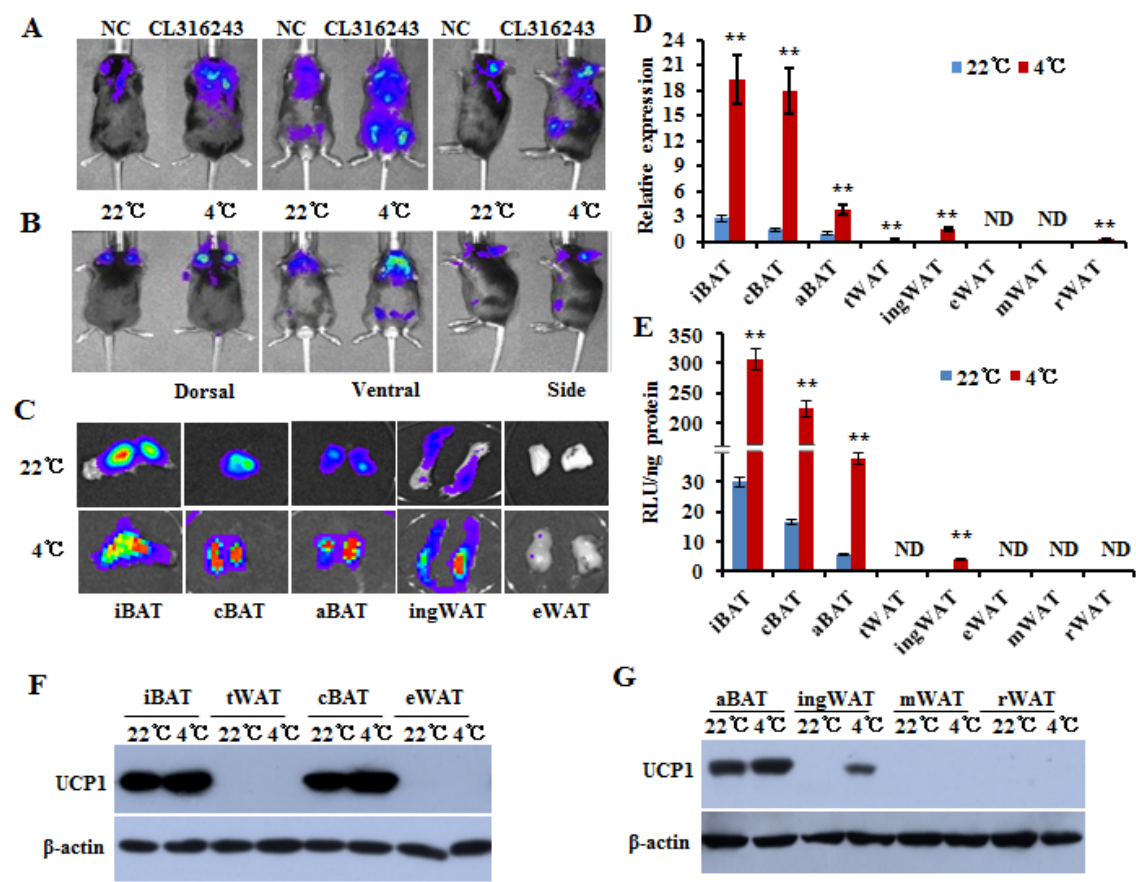 A
NC CL316243 NC CL316243 NC CL316243
22℃ 4℃ 22℃ 4℃ 22℃ 4℃
B
Dorsal Ventral Side
C
22℃
4℃
iBAT cBAT aBAT ingWAT eWAT
D
Relative expression
24
21
18
15
12
9
6
3
0
22℃ 4℃
** ** ** ** ** ND ND **
iBAT cBAT aBAT tWAT ingWAT eWAT mWAT rWAT
E
RLU/ng protein
350
300
250
200
30
20
10
0
22℃ 4℃
** ** ** ND ** ND ND ND
iBAT cBAT aBAT tWAT ingWAT eWAT mWAT rWAT
F
iBAT tWAT cBAT eWAT
22℃ 4℃ 22℃ 4℃ 22℃ 4℃ 22℃ 4℃
UCP1
β-actin
G
aBAT ingWAT mWAT rWAT
22℃ 4℃ 22℃ 4℃ 22℃ 4℃ 22℃ 4℃
UCP1
β-actin